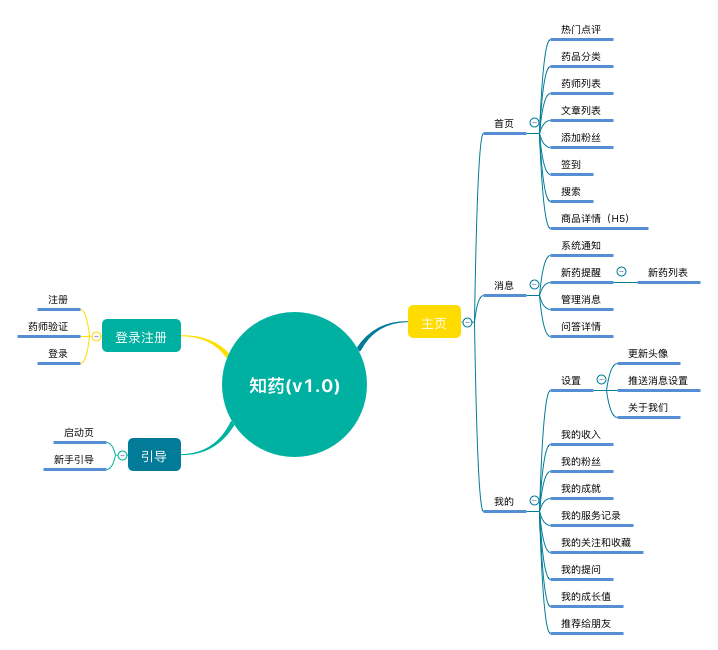 知药(v1.0)
登录注册
注册
药师验证
登录
引导
启动页
新手引导
主页
首页
热门点评
药品分类
药师列表
文章列表
添加粉丝
签到
搜索
商品详情（H5）
消息
系统通知
新药提醒
新药列表
管理消息
问答详情
我的
设置
更新头像
推送消息设置
关于我们
我的收入
我的粉丝
我的成就
我的服务记录
我的关注和收藏
我的提问
我的成长值
推荐给朋友